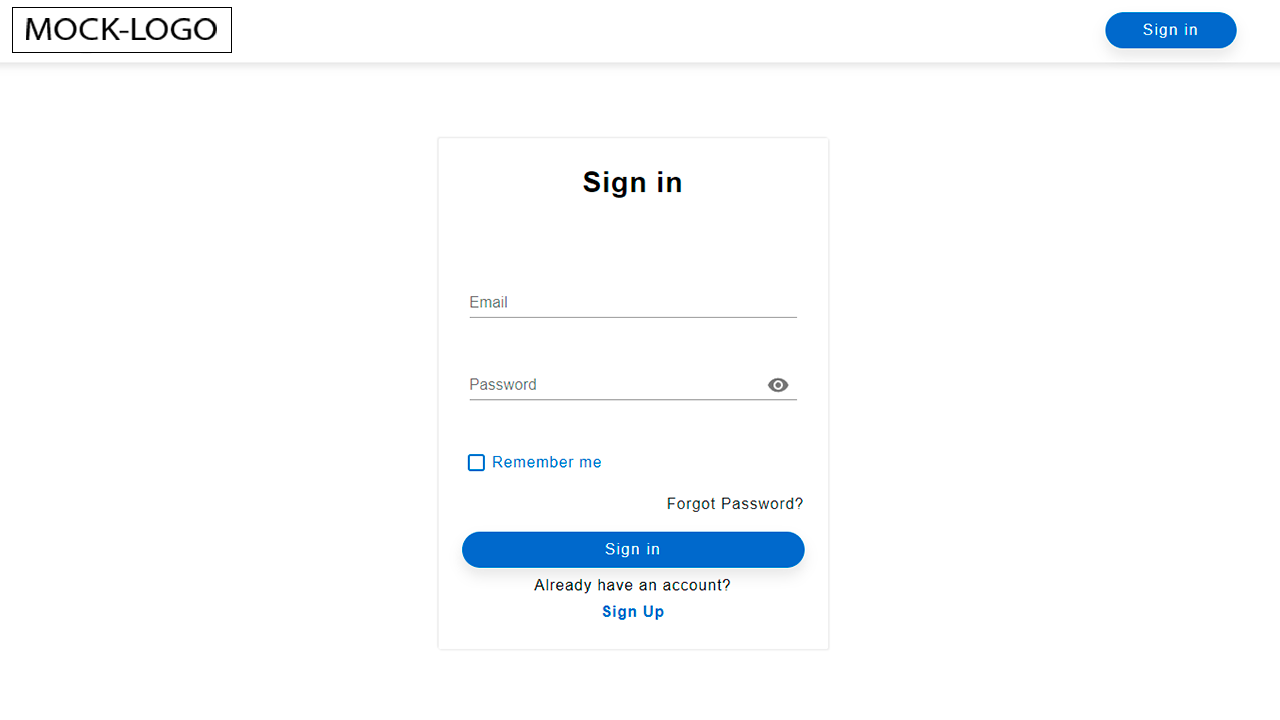 MOCK-LOGO
Sign in
Sign in
Email
Password
Remember me
Forgot Password?
Sign in
Already have an account?
Sign Up